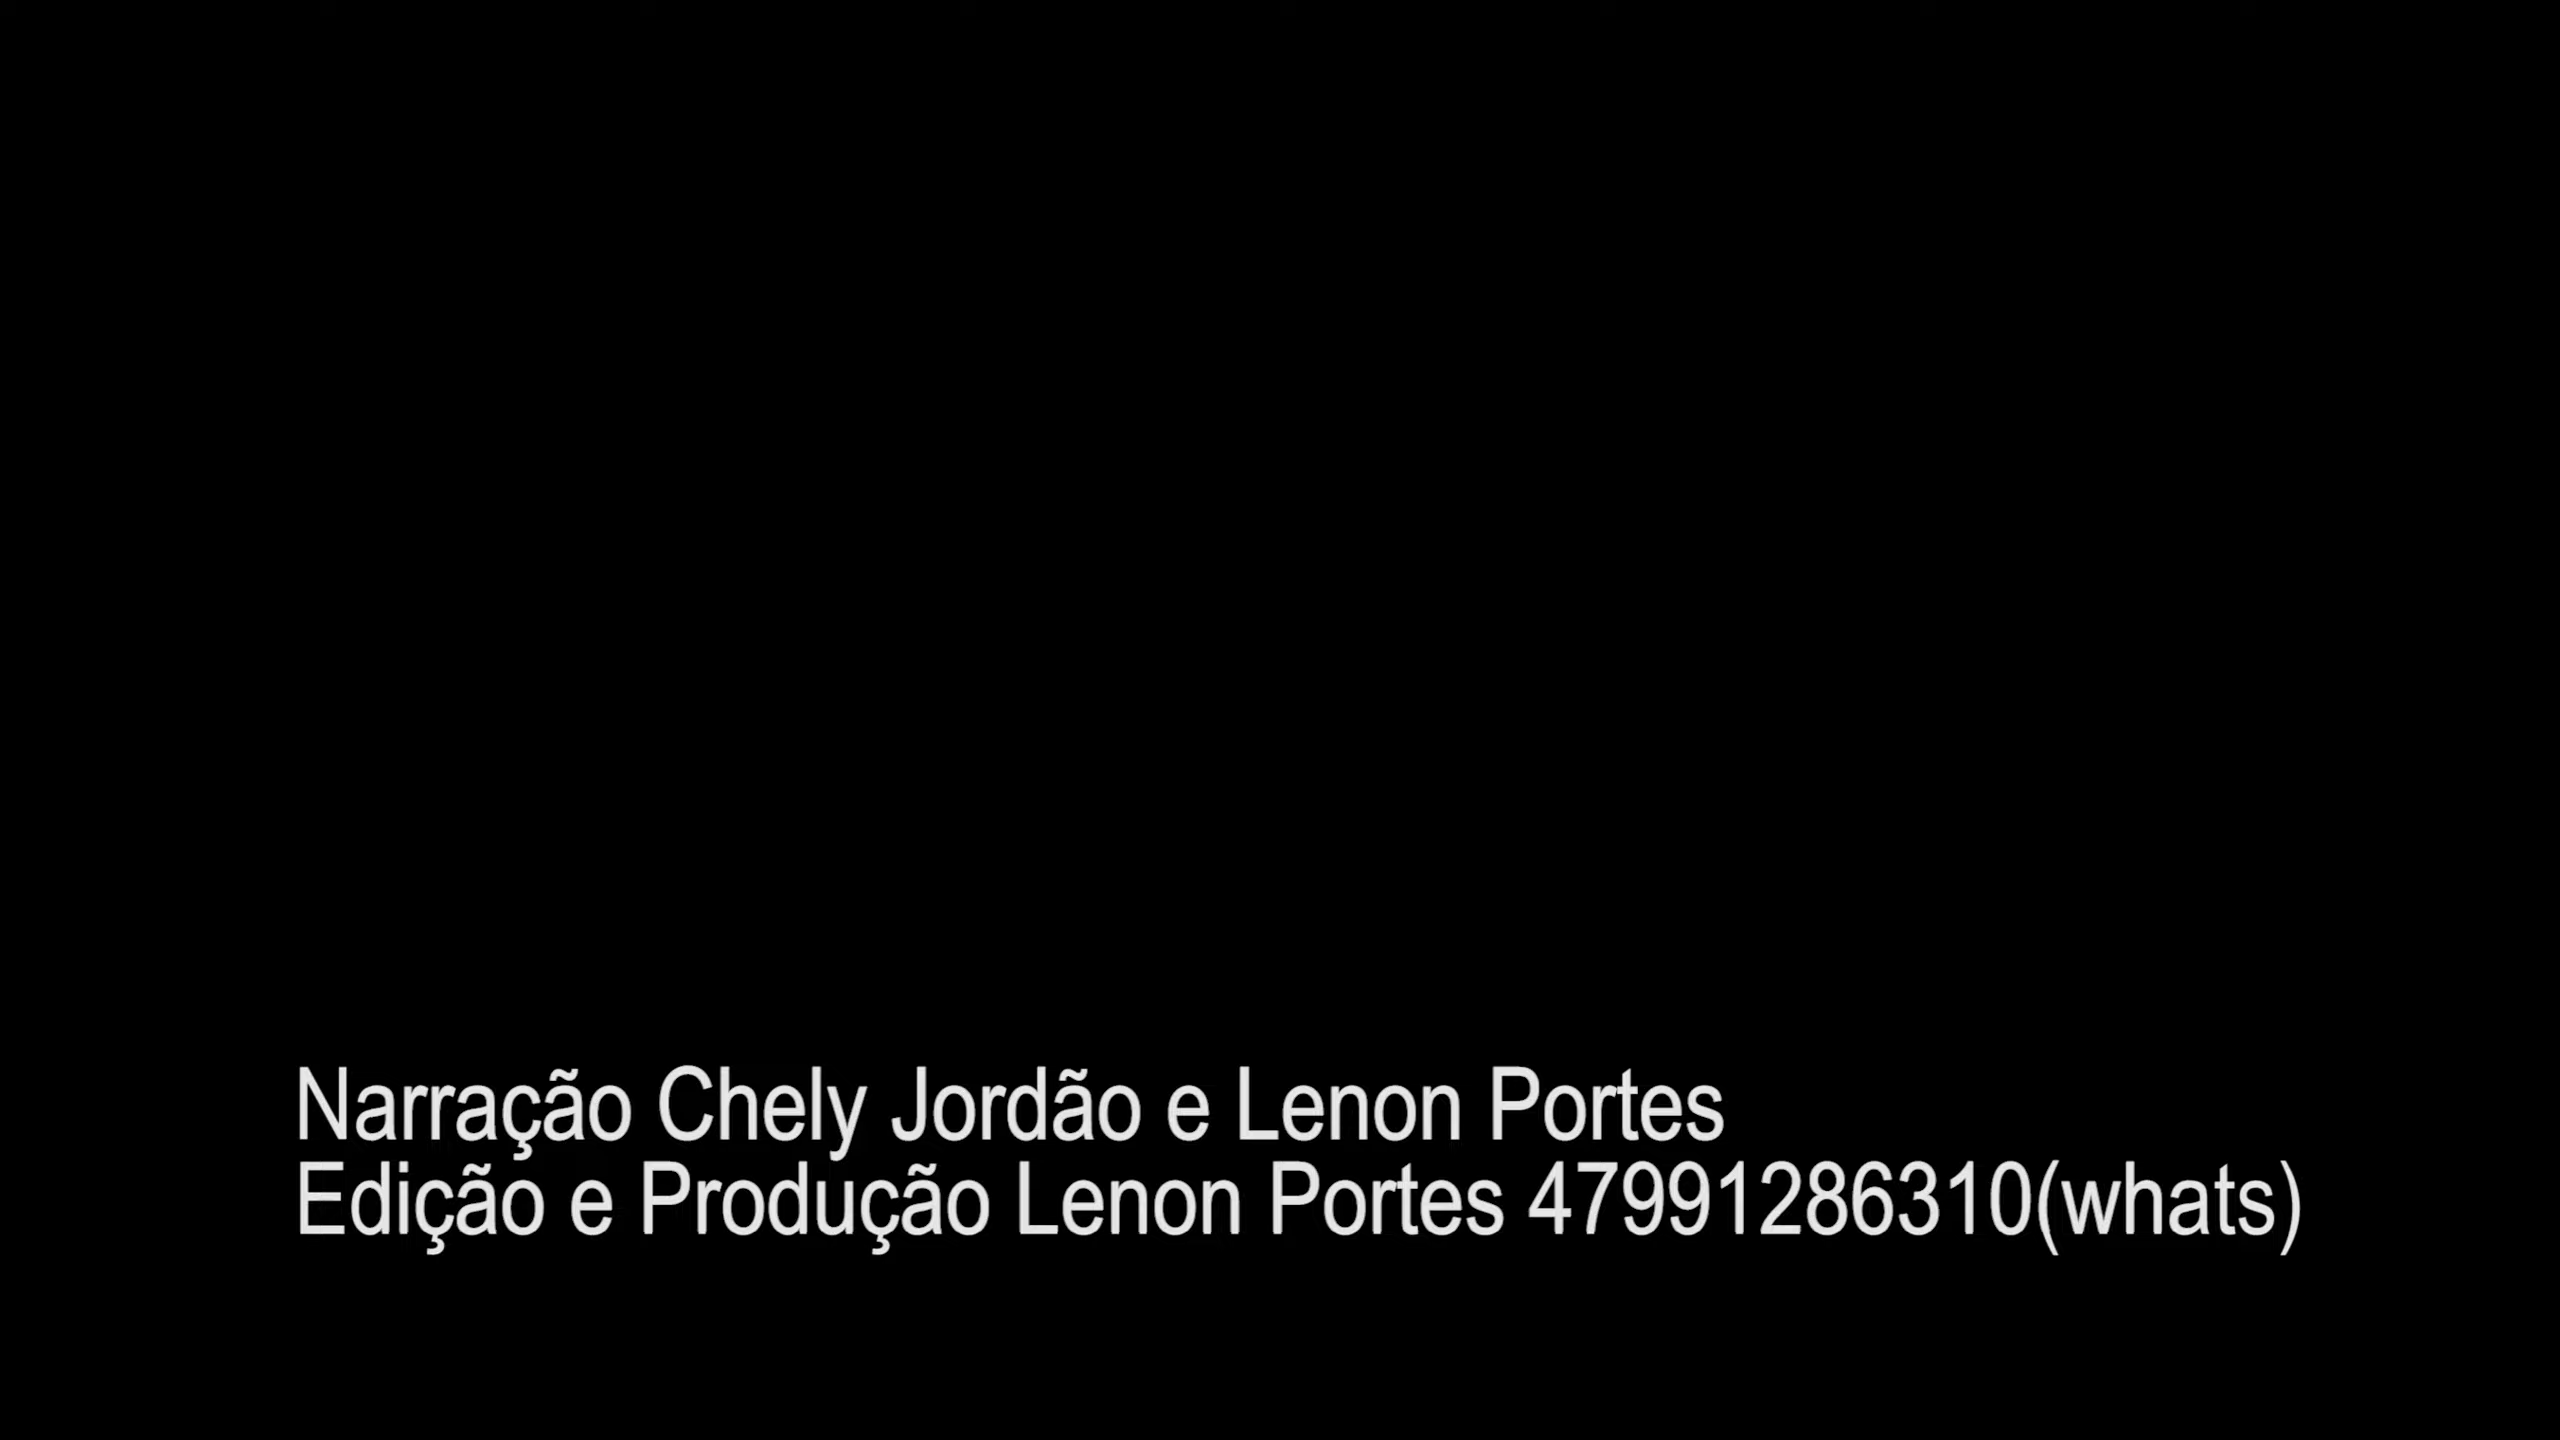 Narração Chely Jordão e Lenon Portes
Edição e Produção Lenon Portes 47991286310(whats)